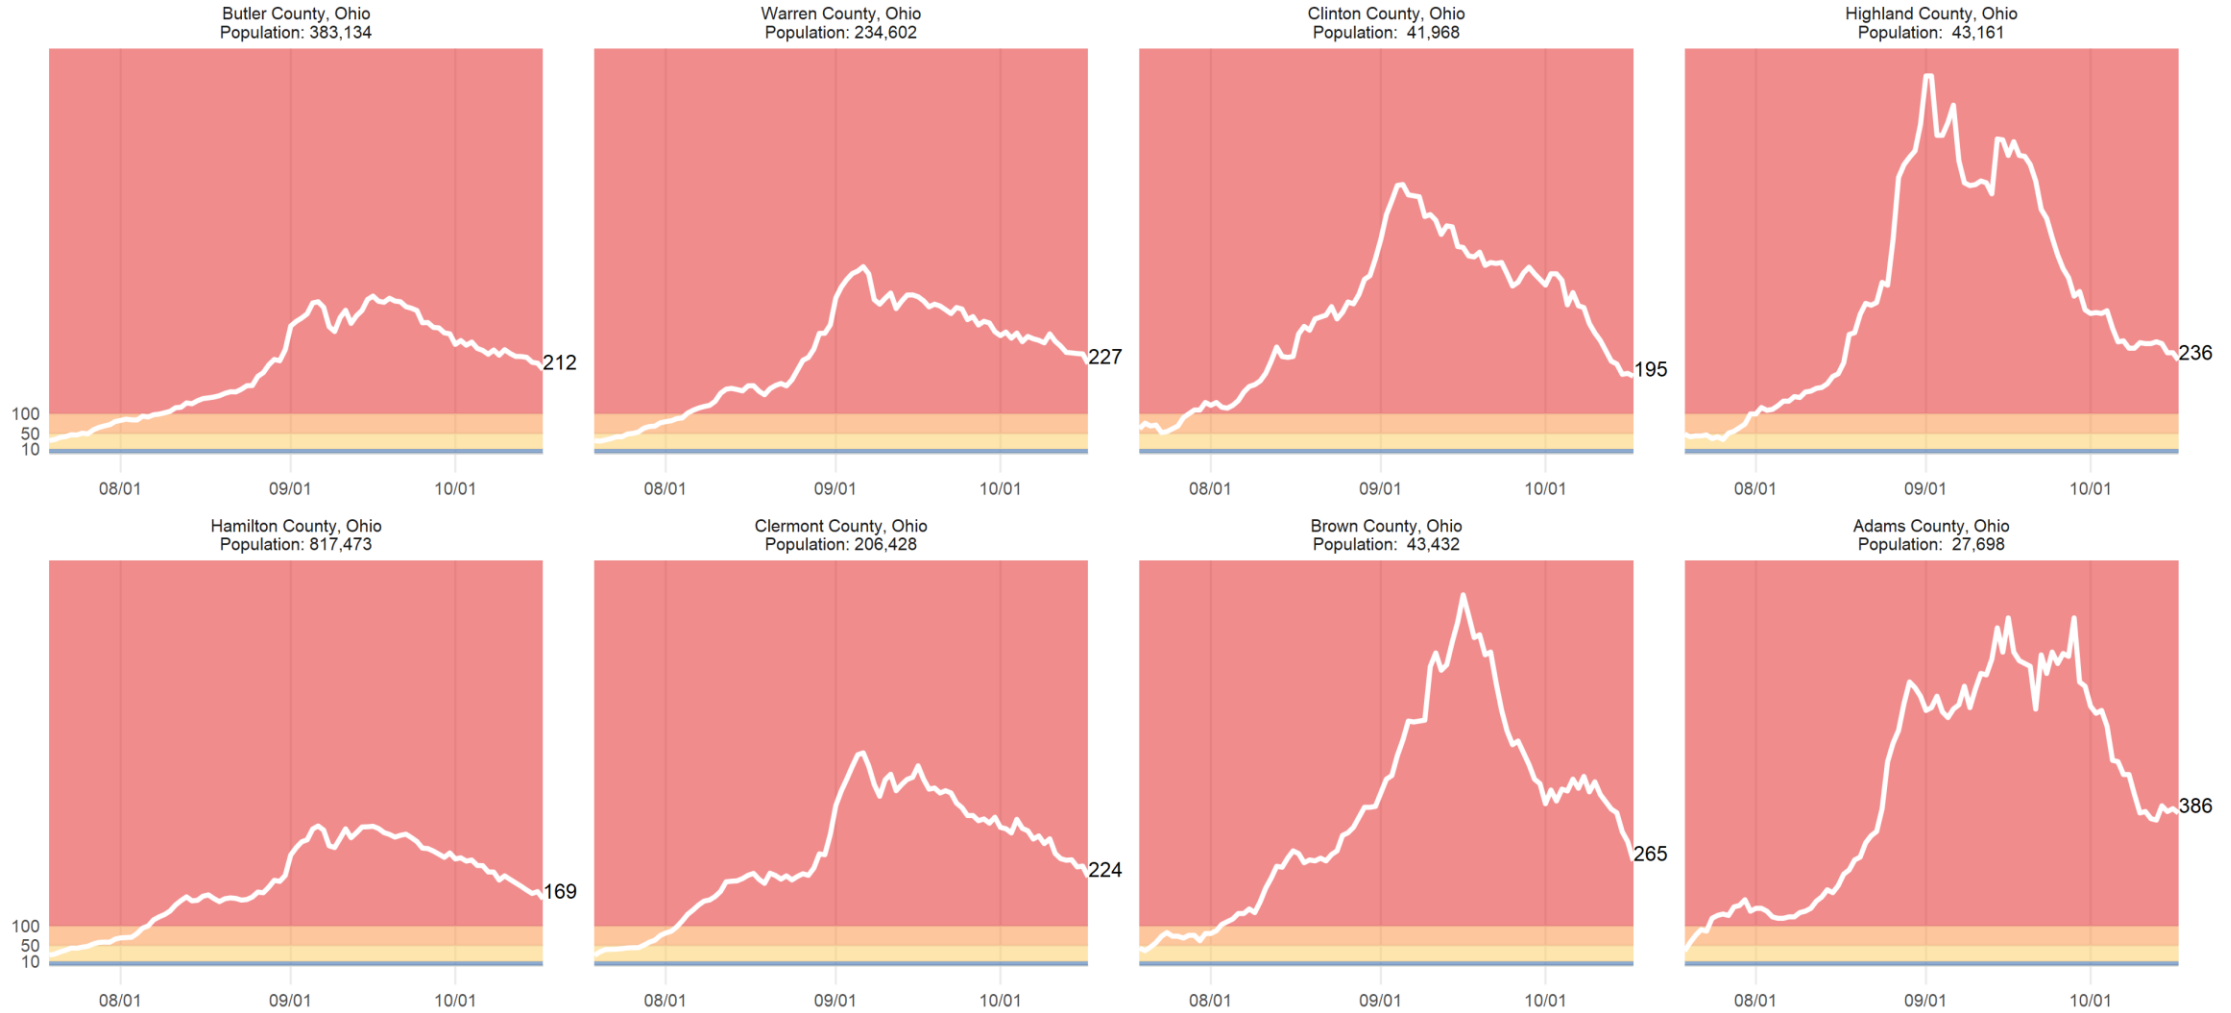 Butler County, Ohio
Population: 383,134
Warren County, Ohio
Population: 234,602
Clinton County, Ohio
Population: 41,968
Highland County, Ohio
Population: 43,161
212
227
195
236
100
50
10
08/01 09/01 10/01
08/01 09/01 10/01
08/01 09/01 10/01
08/01 09/01 10/01
Hamilton County, Ohio
Population: 817,473
Clermont County, Ohio
Population: 206,428
Brown County, Ohio
Population: 43,432
Adams County, Ohio
Population: 27,698
169
224
265
386
100
50
10
08/01 09/01 10/01
08/01 09/01 10/01
08/01 09/01 10/01
08/01 09/01 10/01